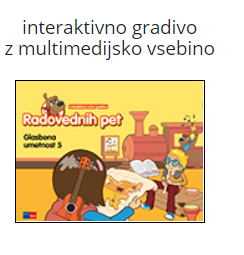 interaktivno gradivo
z multimedijsko vsebino
Radovednih pet
Glasbena
umetnost 5